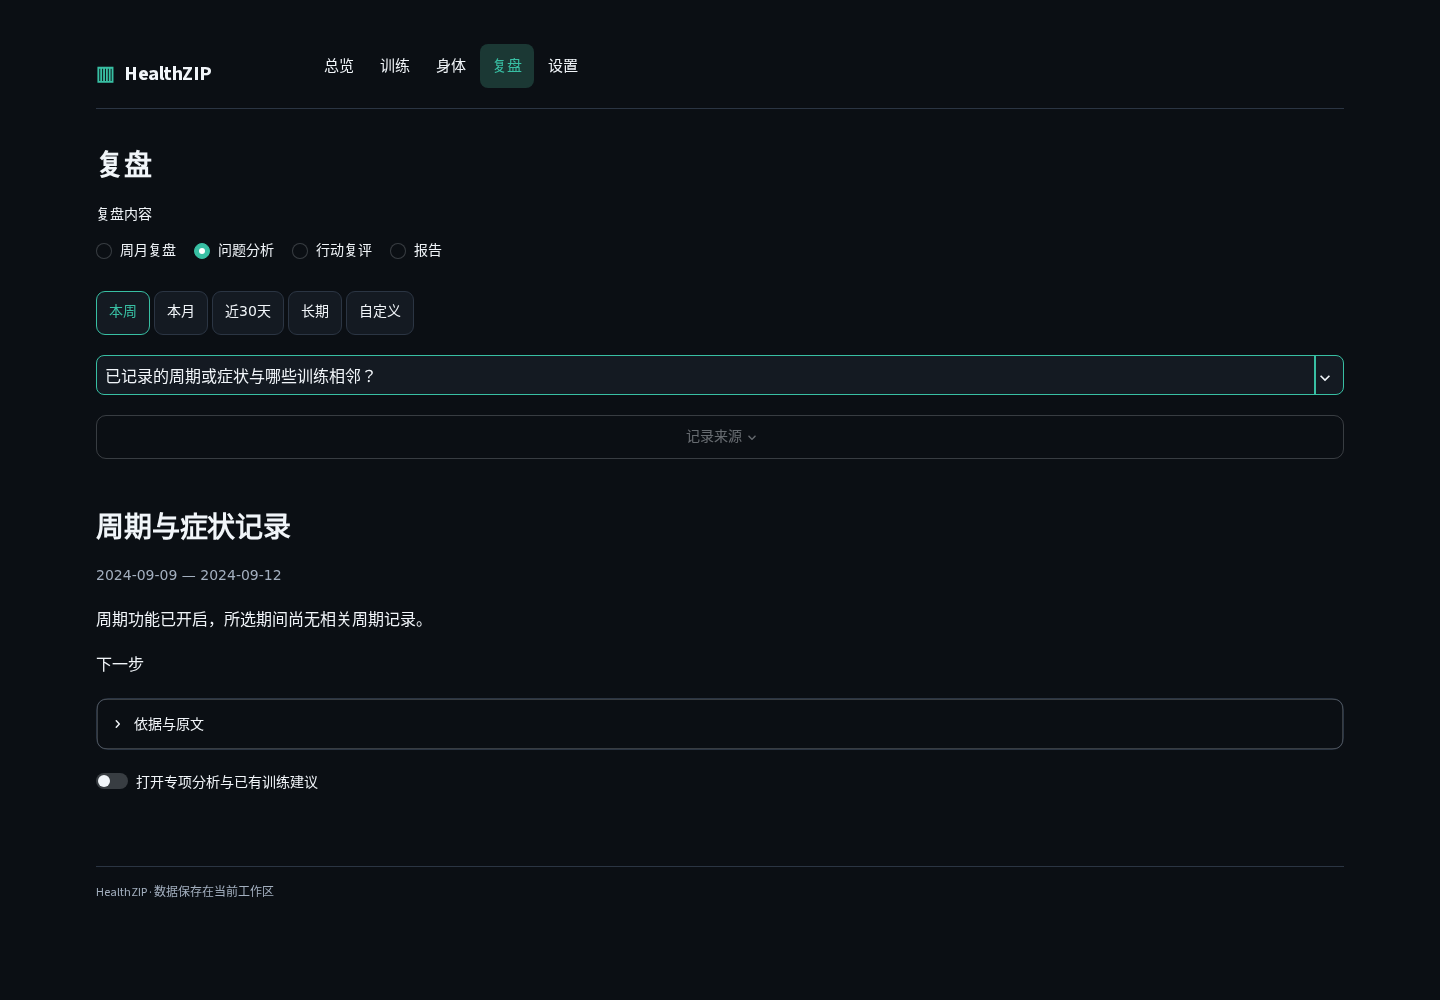 HealthZIP
总览 训练 身体 复盘 设置
复盘
复盘内容
周月复盘 问题分析 行动复评 报告
本周 本月 近30天 长期 自定义
已记录的周期或症状与哪些训练相邻？
记录来源
周期与症状记录
2024-09-09 — 2024-09-12
周期功能已开启，所选期间尚无相关周期记录。
下一步
依据与原文
打开专项分析与已有训练建议
HealthZIP · 数据保存在当前工作区